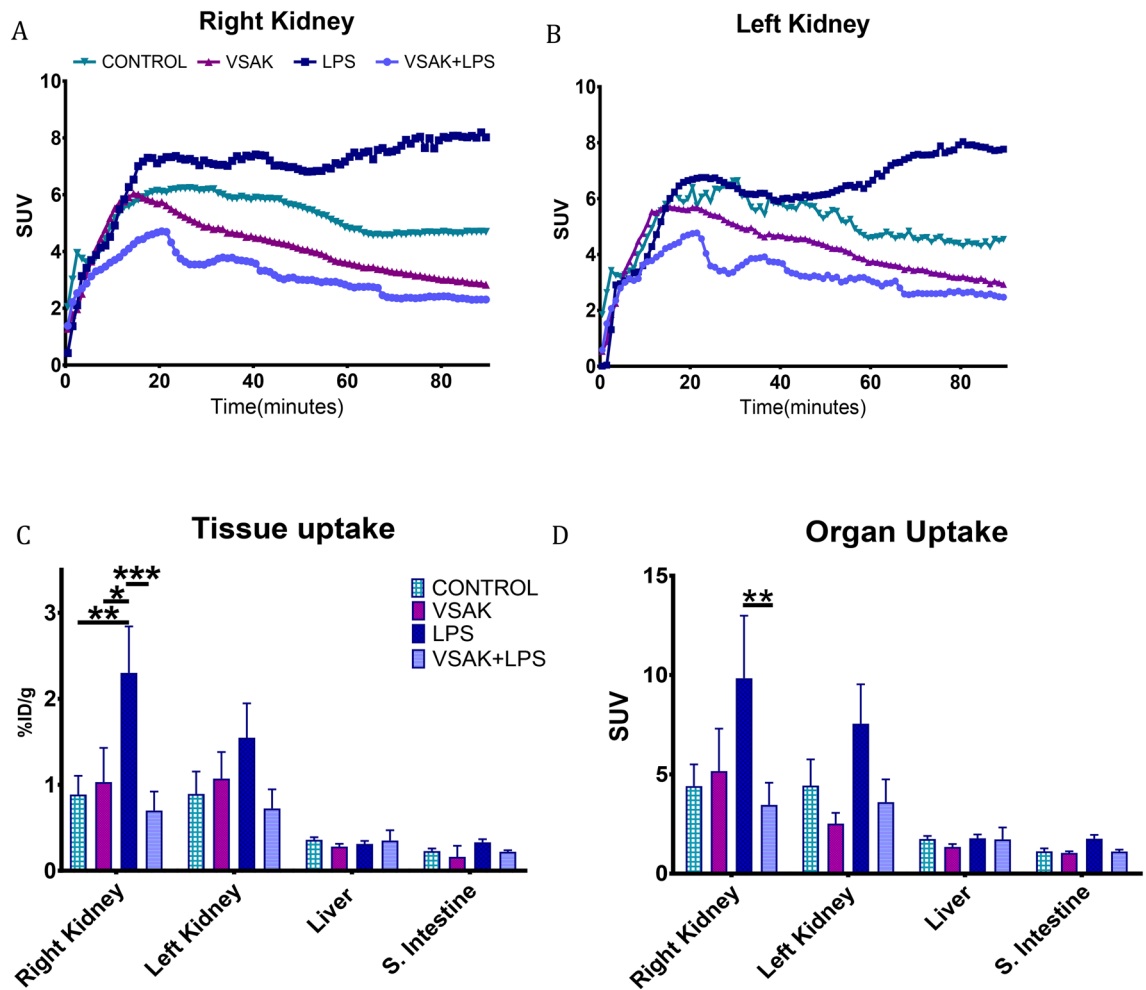 A
Right Kidney
CONTROL VSAK LPS VSAK+LPS
10
8
6
4
2
0
SUV
0 20 40 60 80
Time(minutes)
B
Left Kidney
10
8
6
4
2
0
SUV
0 20 40 60 80
Time(minutes)
C
Tissue uptake
***
*
**
CONTROL
VSAK
LPS
VSAK+LPS
3
2
1
0
%ID/g
Right Kidney
Left Kidney
Liver
S. Intestine
D
Organ Uptake
**
15
10
5
0
SUV
Right Kidney
Left Kidney
Liver
S. Intestine